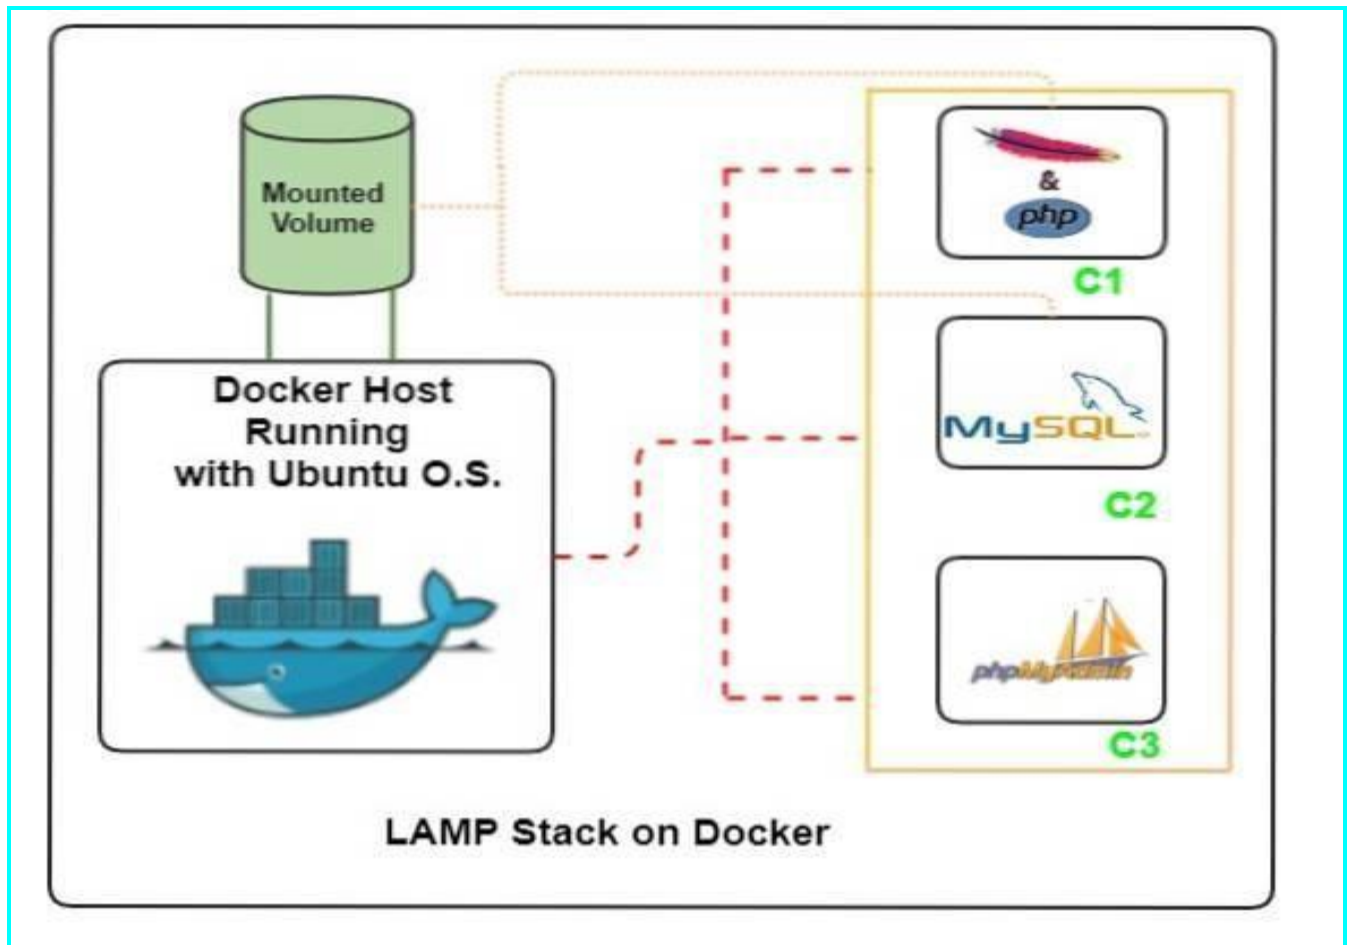 Mounted
Volume
&
php
C1
Docker Host
Running
with Ubuntu O.S.
MySQL
C2
phpMyAdmin
C3
LAMP Stack on Docker